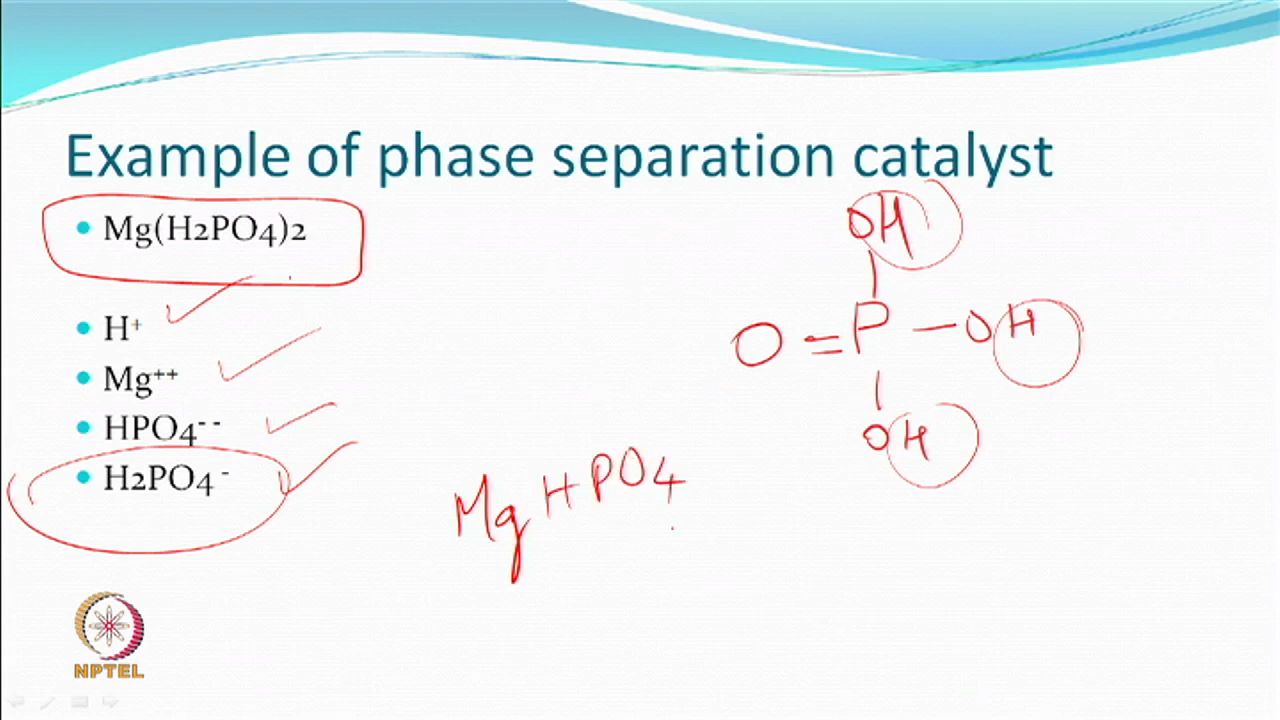 Example of phase separation catalyst
Mg(H2PO4)2
H+
Mg++
HPO4--
H2PO4-
OH
O=P-OH
OH
MgHPO4
NPTEL